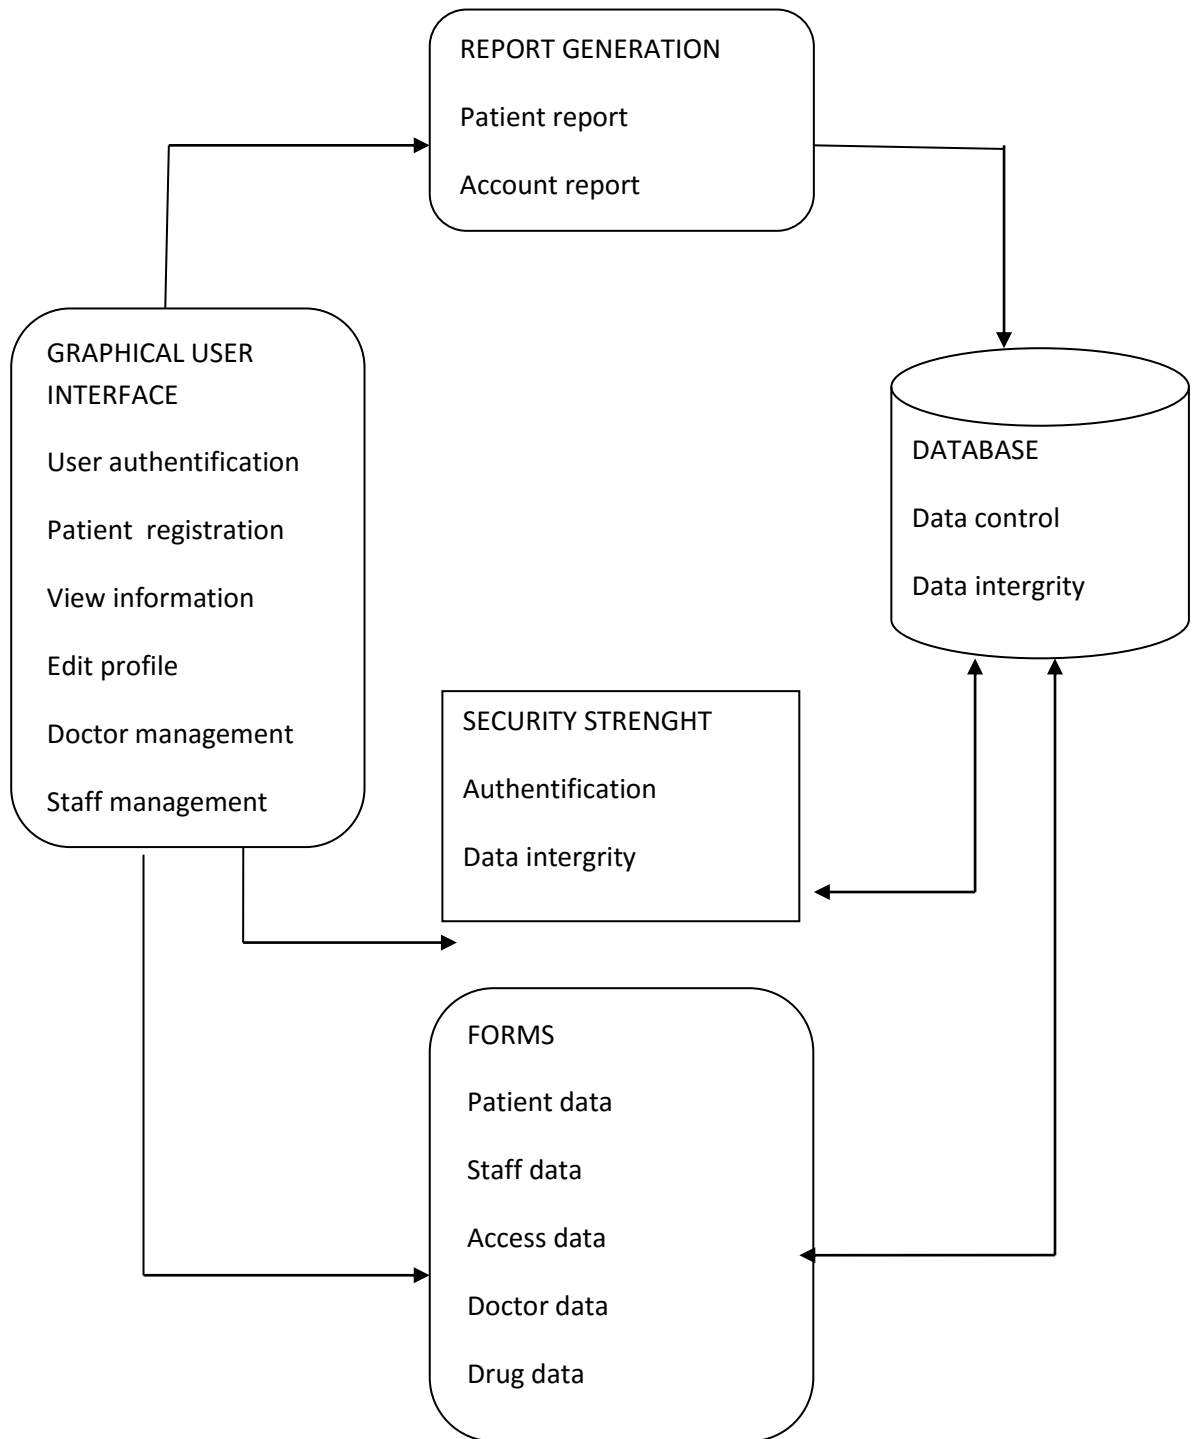 REPORT GENERATION
Patient report
Account report
GRAPHICAL USER
INTERFACE
User authentification
Patient  registration
View information
Edit profile
Doctor management
Staff management
DATABASE
Data control
Data intergrity
SECURITY STRENGHT
Authentification
Data intergrity
FORMS
Patient data
Staff data
Access data
Doctor data
Drug data